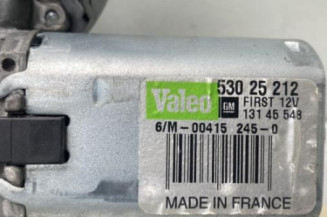 Valeo
530 25 212
GM
FIRST 12V
131 45 548
6/M-00415 245-0
MADE IN FRANCE